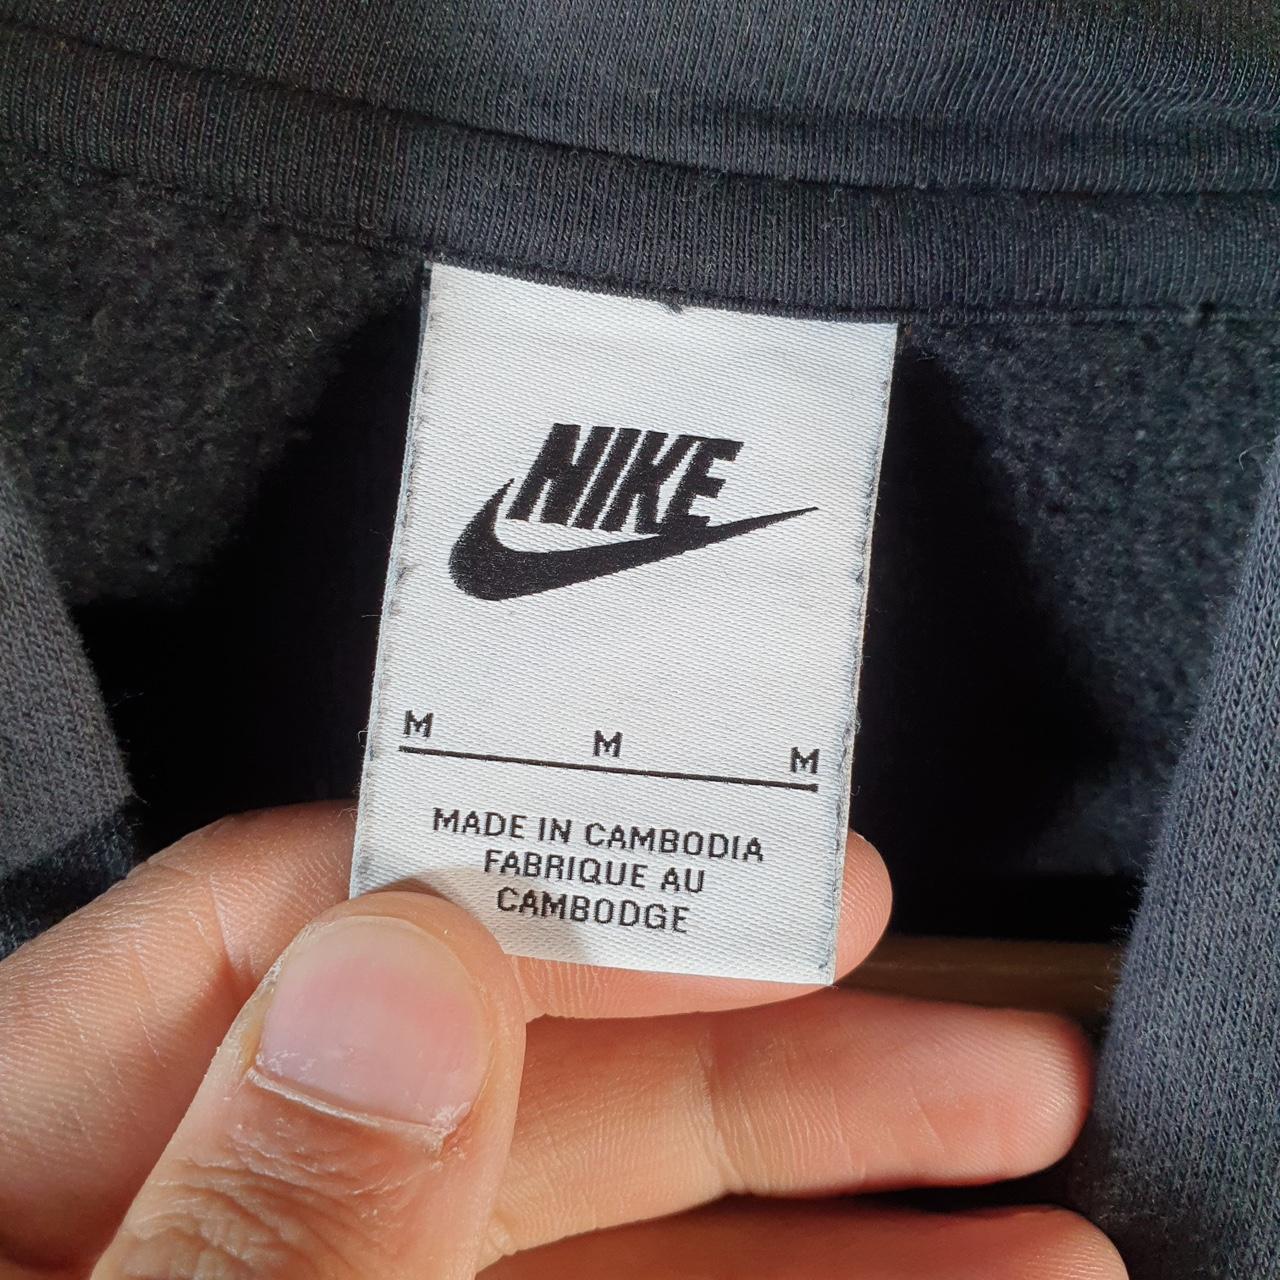 NIKE
M M M
MADE IN CAMBODIA
FABRIQUE AU
CAMBODGE